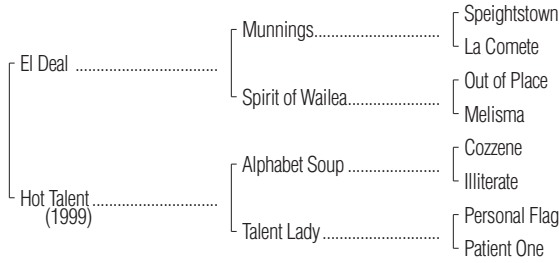 Speightstown
Munnings
La Comete
El Deal
Out of Place
Spirit of Wailea
Melisma
Cozzene
Alphabet Soup
Illiterate
Hot Talent
(1999)
Personal Flag
Talent Lady
Patient One